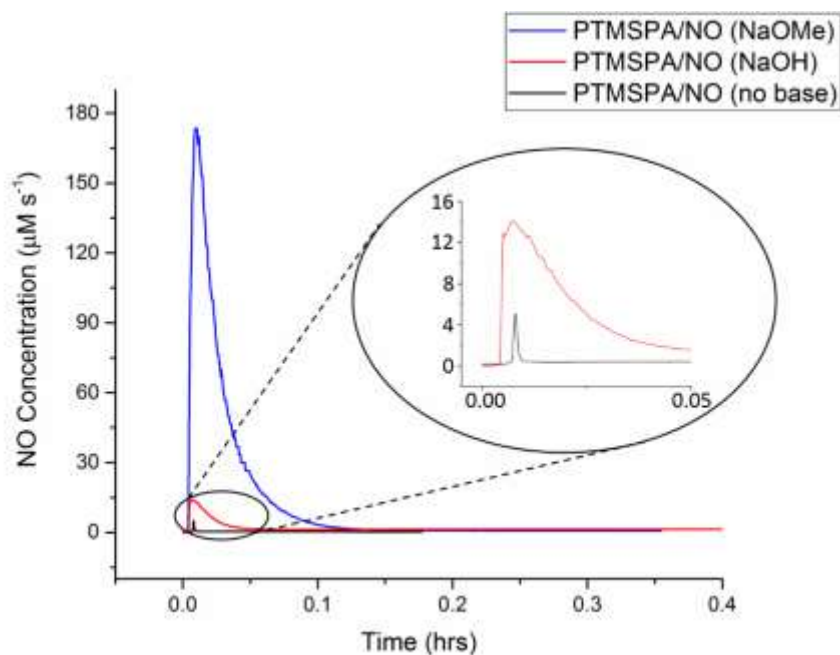 PTMSPA/NO (NaOMe)
PTMSPA/NO (NaOH)
PTMSPA/NO (no base)
180
150
120
90
60
30
0
NO Concentration (μM s⁻¹)
16
12
8
4
0
0.00 0.05
0.0 0.1 0.2 0.3 0.4
Time (hrs)